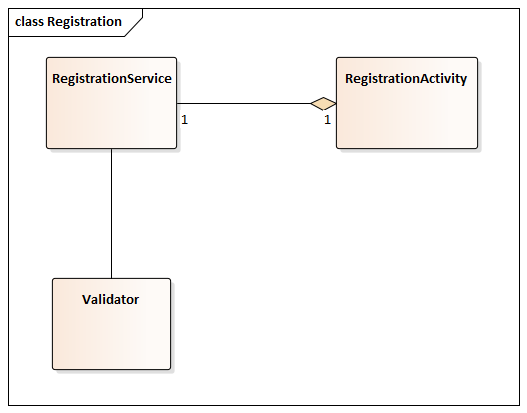 class Registration
RegistrationService
RegistrationActivity
1
1
Validator